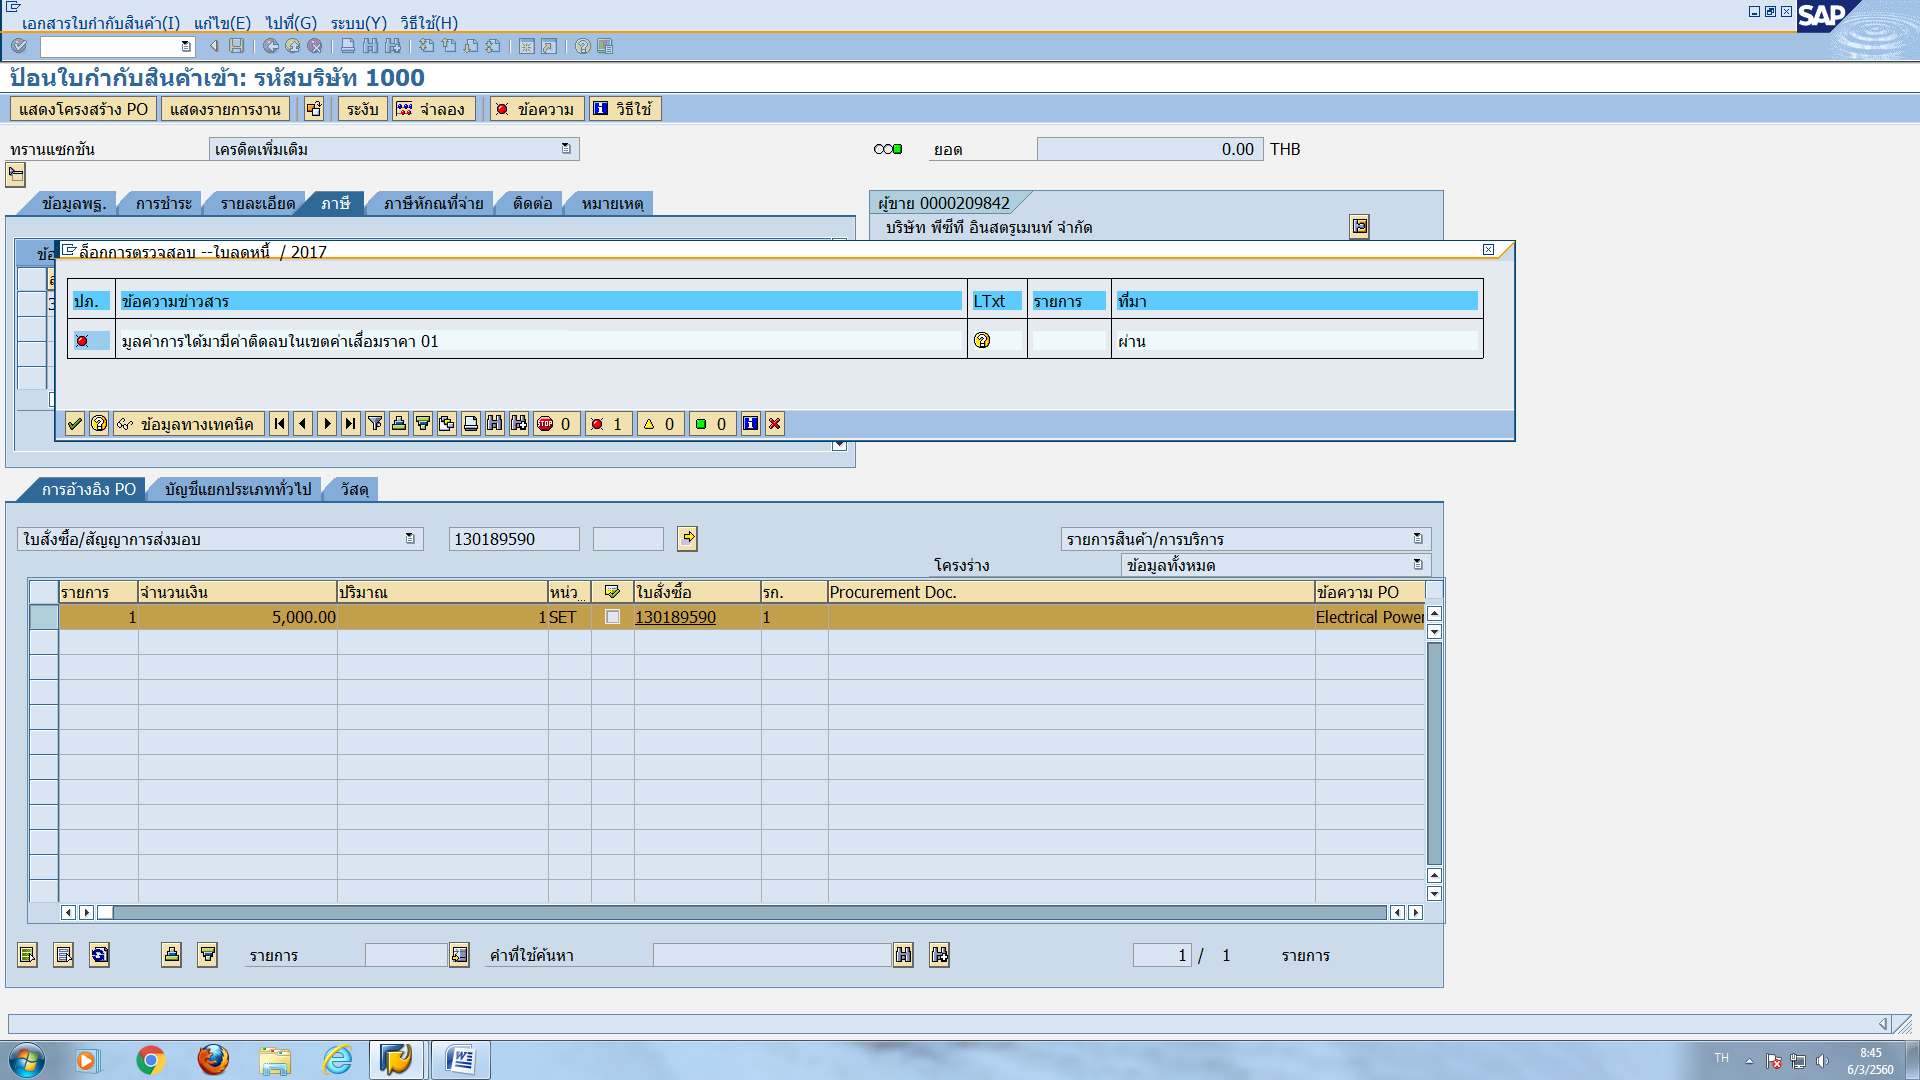 เอกสารใบกำกับสินค้า(I) แก้ไข(E) ไปที่(G) ระบบ(Y) วิธีใช้(H)
SAP
ป้อนใบกำกับสินค้าเข้า: รหัสบริษัท 1000
แสดงโครงสร้าง PO แสดงรายการงาน ระงับ จำลอง ข้อความ วิธีใช้
ทรานแซกชัน เครดิตเพิ่มเติม ยอด 0.00 THB
ข้อมูลพฐ. การชำระ รายละเอียด ภาษี ภาษีหักณที่จ่าย ติดต่อ หมายเหตุ
ผู้ขาย 0000209842
บริษัท พีซีที อินสตรูเมนท์ จำกัด
ล็อกการตรวจสอบ --ใบลดหนี้ / 2017
ปภ. ข้อความข่าวสาร LTxt รายการ ที่มา
มูลค่าการได้มามีค่าติดลบในเขตค่าเสื่อมราคา 01 ผ่าน
ข้อมูลทางเทคนิค STOP 0 1 0 0
การอ้างอิง PO บัญชีแยกประเภททั่วไป วัสดุ
ใบสั่งซื้อ/สัญญาการส่งมอบ 130189590 รายการสินค้า/การบริการ
โครงร่าง ข้อมูลทั้งหมด
รายการ จำนวนเงิน ปริมาณ หน่ว... ใบสั่งซื้อ รก. Procurement Doc. ข้อความ PO
1 5,000.00 1 SET 130189590 1 Electrical Power
รายการ คำที่ใช้ค้นหา 1 / 1 รายการ
TH 8:45
6/3/2560